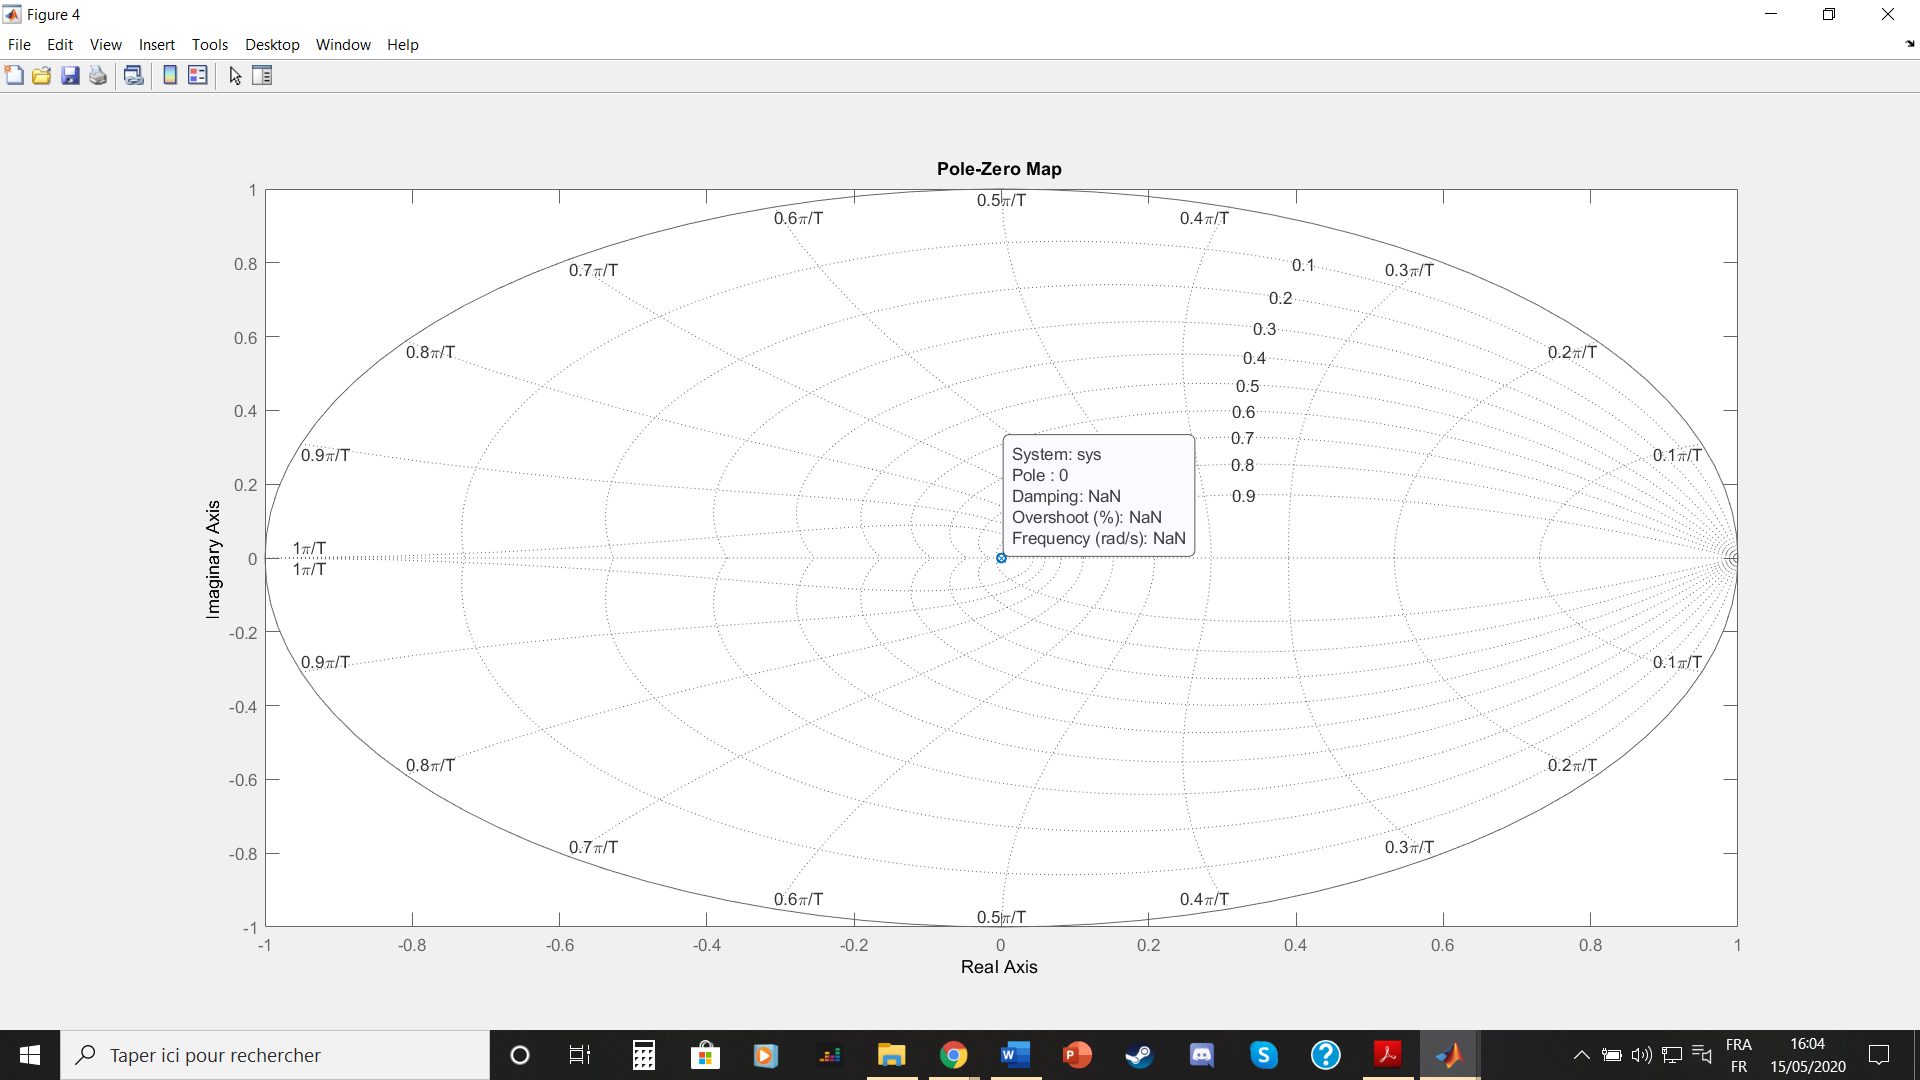 Figure 4
File Edit View Insert Tools Desktop Window Help
Pole-Zero Map
1
0.8
0.6
0.4
0.2
0
-0.2
-0.4
-0.6
-0.8
-1
Imaginary Axis
0.5π/T
0.6π/T
0.4π/T
0.7π/T
0.1
0.3π/T
0.2
0.3
0.8π/T
0.4
0.2π/T
0.5
0.6
0.7
0.9π/T
0.8
0.1π/T
0.9
System: sys
Pole : 0
Damping: NaN
Overshoot (%): NaN
Frequency (rad/s): NaN
1π/T
1π/T
0.9π/T
0.1π/T
0.8π/T
0.2π/T
0.7π/T
0.3π/T
0.6π/T
0.4π/T
0.5π/T
-1 -0.8 -0.6 -0.4 -0.2 0 0.2 0.4 0.6 0.8 1
Real Axis
Taper ici pour rechercher
FRA
FR
16:04
15/05/2020